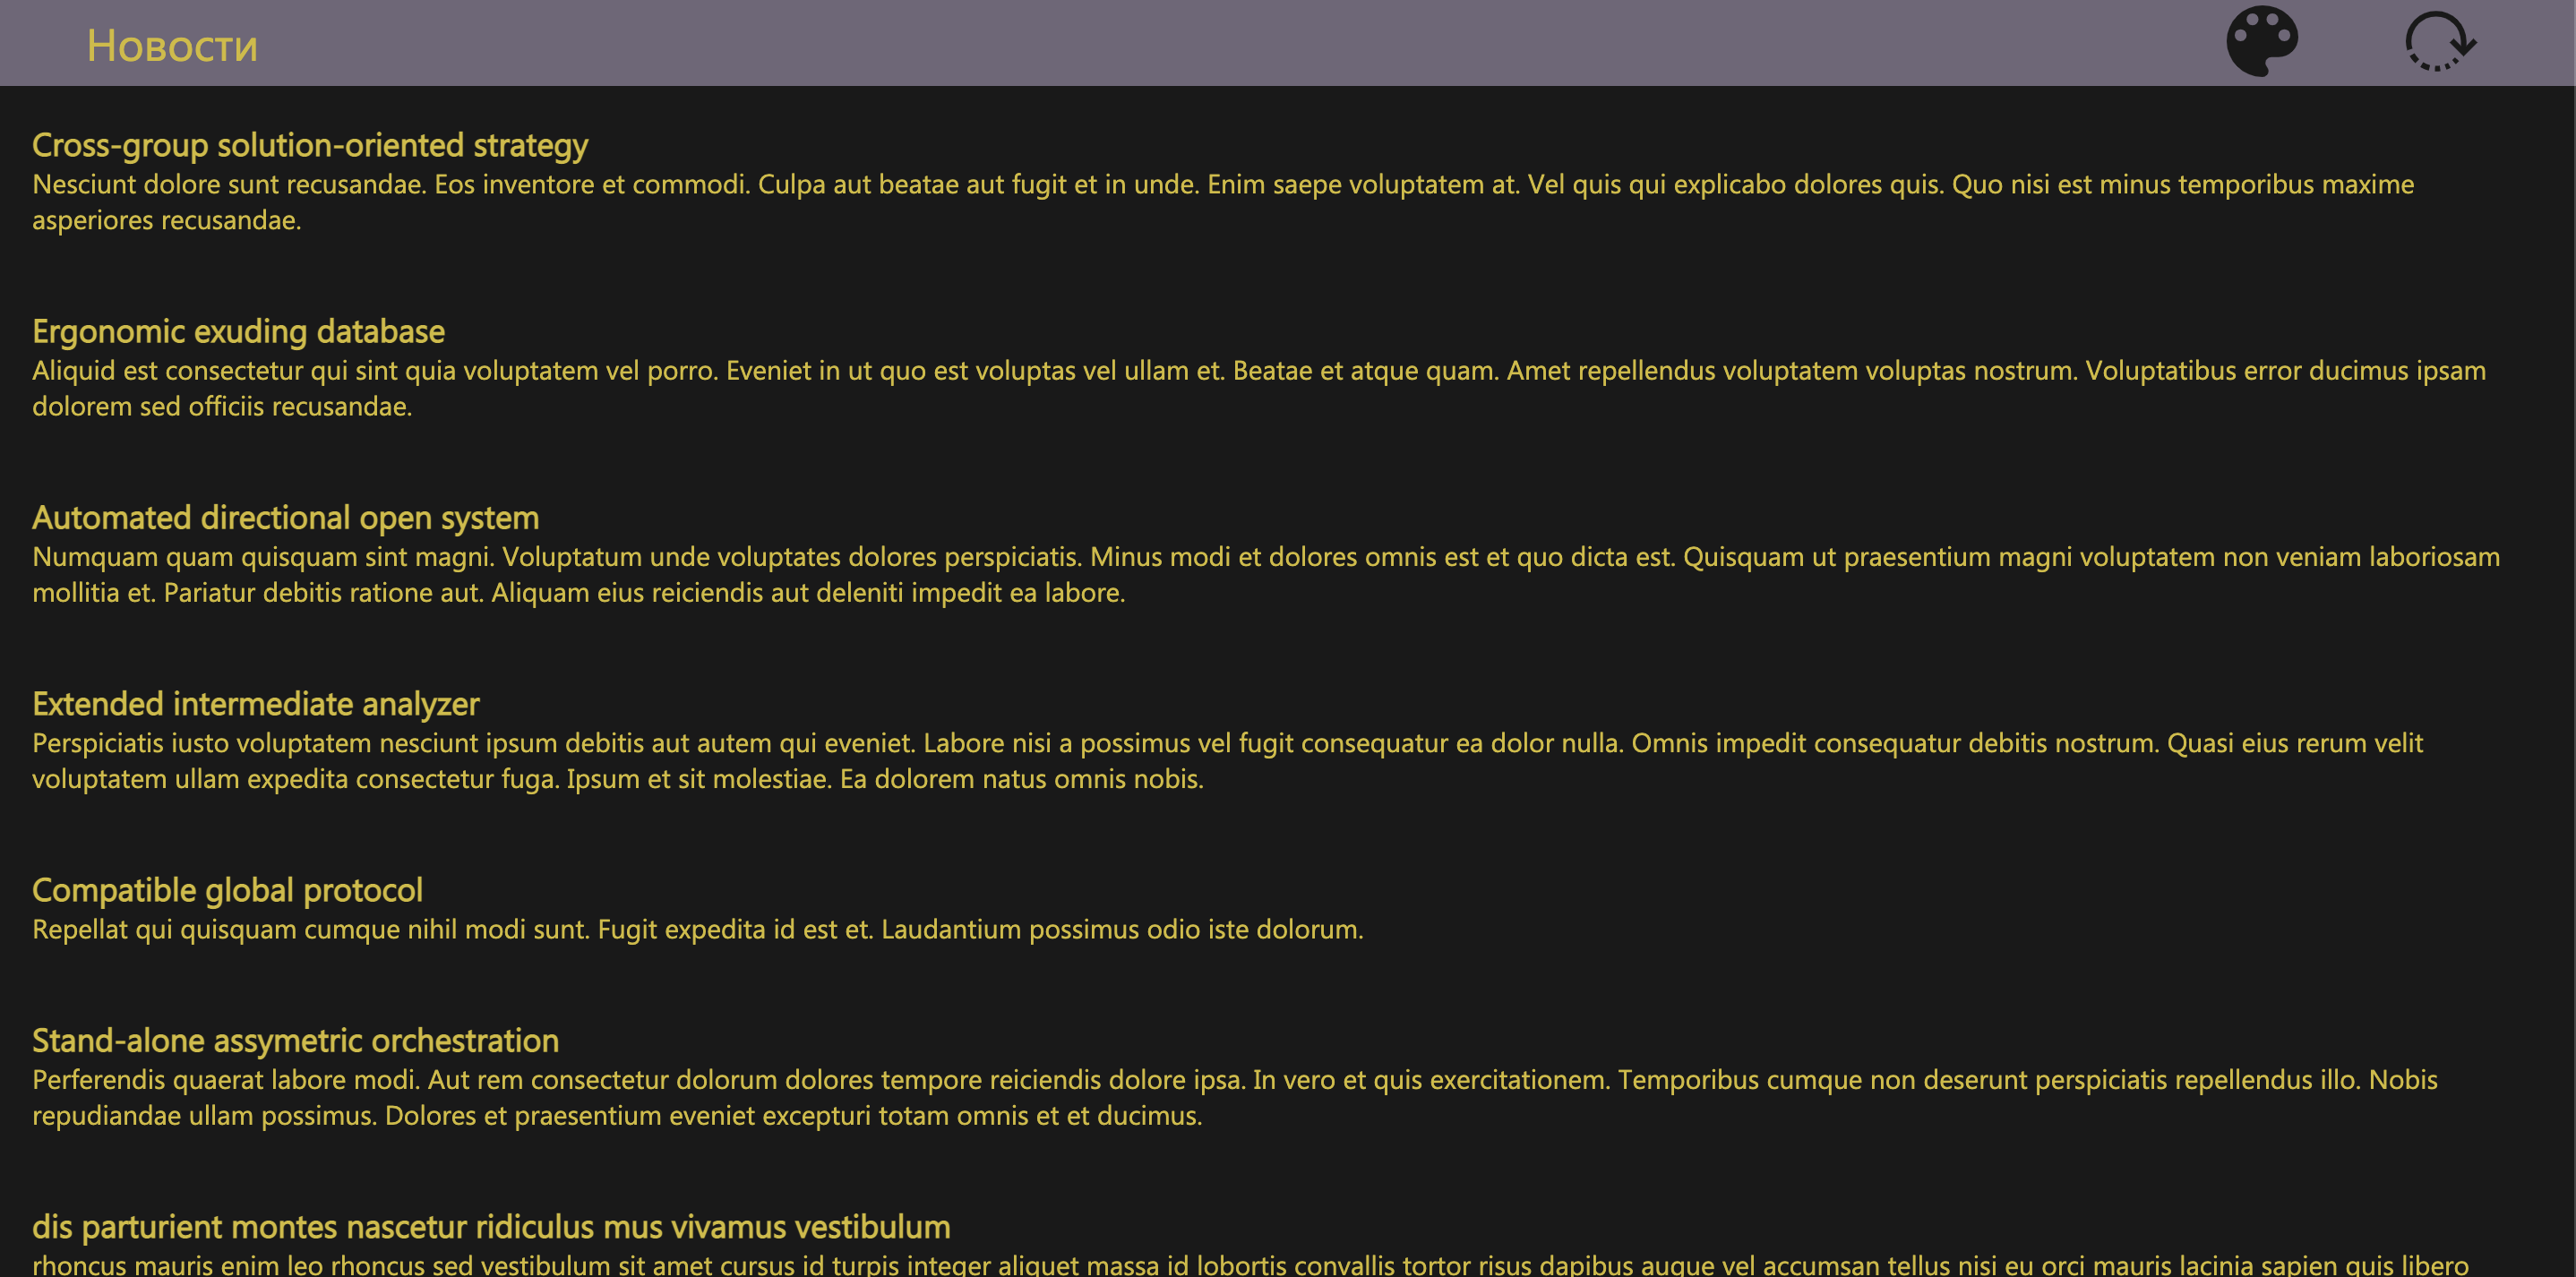 Новости
Cross-group solution-oriented strategy
Nesciunt dolore sunt recusandae. Eos inventore et commodi. Culpa aut beatae aut fugit et in unde. Enim saepe voluptatem at. Vel quis qui explicabo dolores quis. Quo nisi est minus temporibus maxime
asperiores recusandae.
Ergonomic exuding database
Aliquid est consectetur qui sint quia voluptatem vel porro. Eveniet in ut quo est voluptas vel ullam et. Beatae et atque quam. Amet repellendus voluptatem voluptas nostrum. Voluptatibus error ducimus ipsam
dolorem sed officiis recusandae.
Automated directional open system
Numquam quam quisquam sint magni. Voluptatum unde voluptates dolores perspiciatis. Minus modi et dolores omnis est et quo dicta est. Quisquam ut praesentium magni voluptatem non veniam laboriosam
mollitia et. Pariatur debitis ratione aut. Aliquam eius reiciendis aut deleniti impedit ea labore.
Extended intermediate analyzer
Perspiciatis iusto voluptatem nesciunt ipsum debitis aut autem qui eveniet. Labore nisi a possimus vel fugit consequatur ea dolor nulla. Omnis impedit consequatur debitis nostrum. Quasi eius rerum velit
voluptatem ullam expedita consectetur fuga. Ipsum et sit molestiae. Ea dolorem natus omnis nobis.
Compatible global protocol
Repellat qui quisquam cumque nihil modi sunt. Fugit expedita id est et. Laudantium possimus odio iste dolorum.
Stand-alone assymetric orchestration
Perferendis quaerat labore modi. Aut rem consectetur dolorum dolores tempore reiciendis dolore ipsa. In vero et quis exercitationem. Temporibus cumque non deserunt perspiciatis repellendus illo. Nobis
repudiandae ullam possimus. Dolores et praesentium eveniet excepturi totam omnis et et ducimus.
dis parturient montes nascetur ridiculus mus vivamus vestibulum
rhoncus mauris enim leo rhoncus sed vestibulum sit amet cursus id turpis integer aliquet massa id lobortis convallis tortor risus dapibus augue vel accumsan tellus nisi eu orci mauris lacinia sapien quis libero